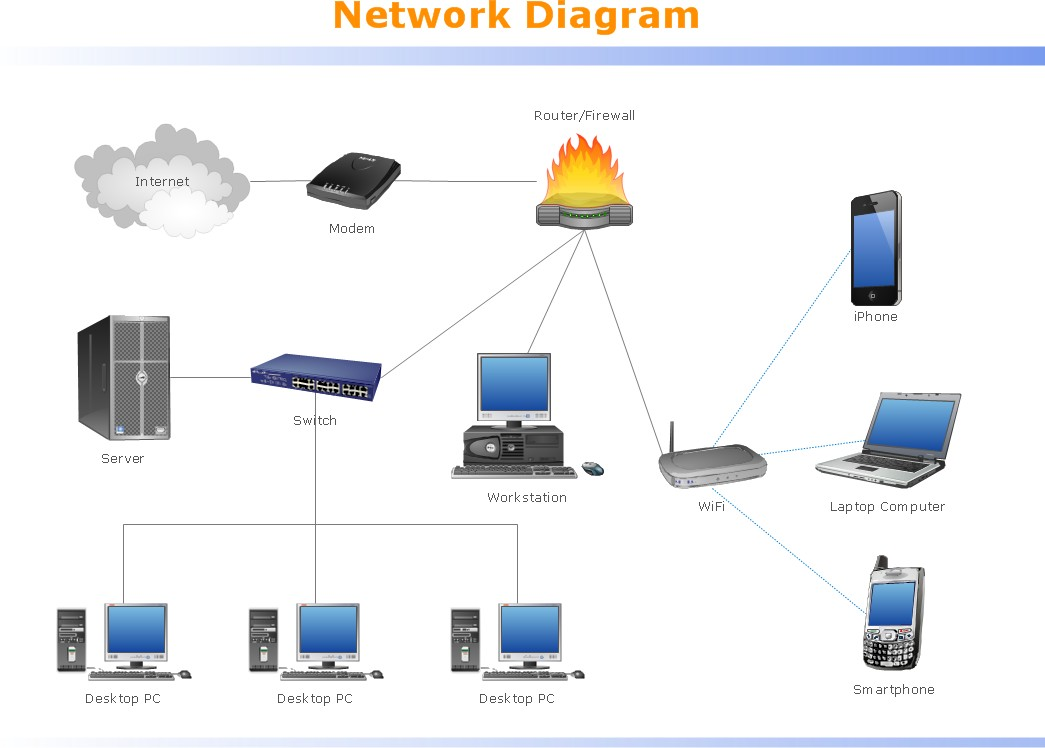 Network Diagram
Router/Firewall
Internet
Modem
iPhone
Switch
Server
Workstation
WiFi
Laptop Computer
Smartphone
Desktop PC
Desktop PC
Desktop PC